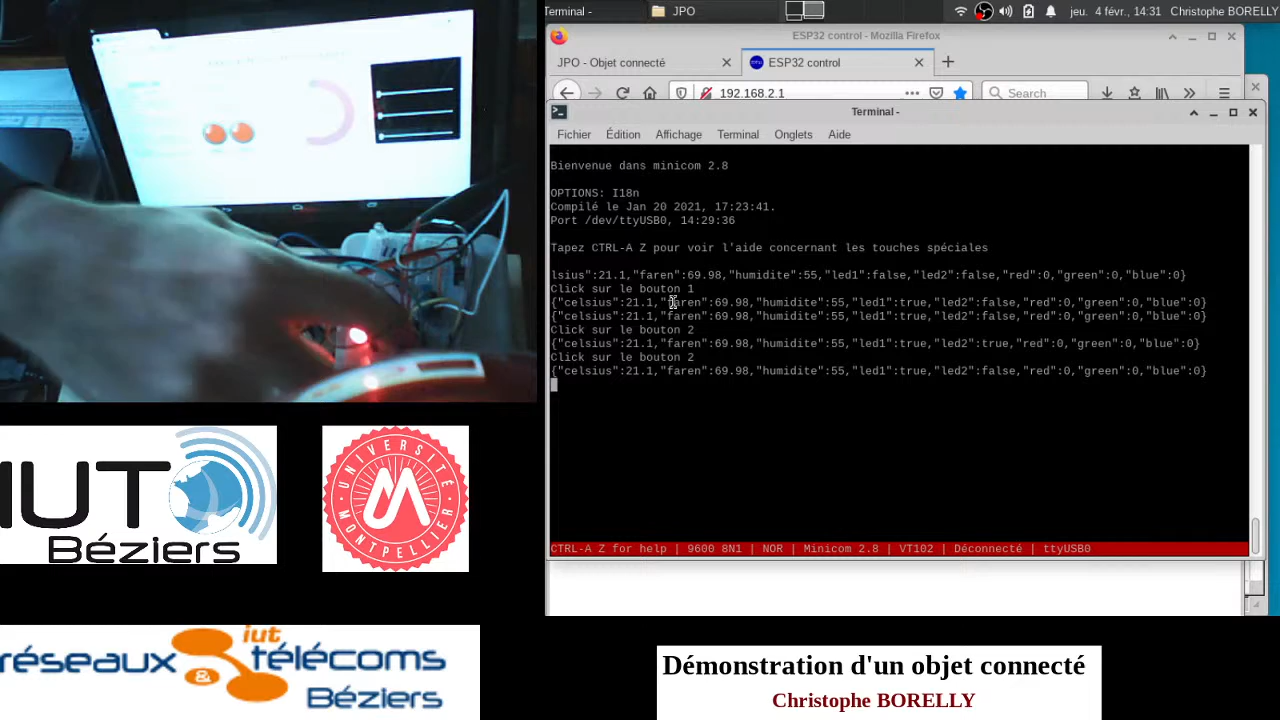 Terminal -
JPO
jeu. 4 févr., 14:31
Christophe BORELLY
ESP32 control - Mozilla Firefox
JPO - Objet connecté
ESP32 control
192.168.2.1
Search
Terminal -
Fichier Édition Affichage Terminal Onglets Aide
Bienvenue dans minicom 2.8
OPTIONS: I18n
Compilé le Jan 20 2021, 17:23:41.
Port /dev/ttyUSB0, 14:29:36
Tapez CTRL-A Z pour voir l'aide concernant les touches spéciales
lsius":21.1,"faren":69.98,"humidite":55,"led1":false,"led2":false,"red":0,"green":0,"blue":0}
Click sur le bouton 1
{"celsius":21.1,"faren":69.98,"humidite":55,"led1":true,"led2":false,"red":0,"green":0,"blue":0}
{"celsius":21.1,"faren":69.98,"humidite":55,"led1":true,"led2":false,"red":0,"green":0,"blue":0}
Click sur le bouton 2
{"celsius":21.1,"faren":69.98,"humidite":55,"led1":true,"led2":true,"red":0,"green":0,"blue":0}
Click sur le bouton 2
{"celsius":21.1,"faren":69.98,"humidite":55,"led1":true,"led2":false,"red":0,"green":0,"blue":0}
CTRL-A Z for help | 9600 8N1 | NOR | Minicom 2.8 | VT102 | Déconnecté | ttyUSB0
IUT
Béziers
UNIVERSITÉ
MONTPELLIER
iut
réseaux & télécoms
Béziers
Démonstration d'un objet connecté
Christophe BORELLY